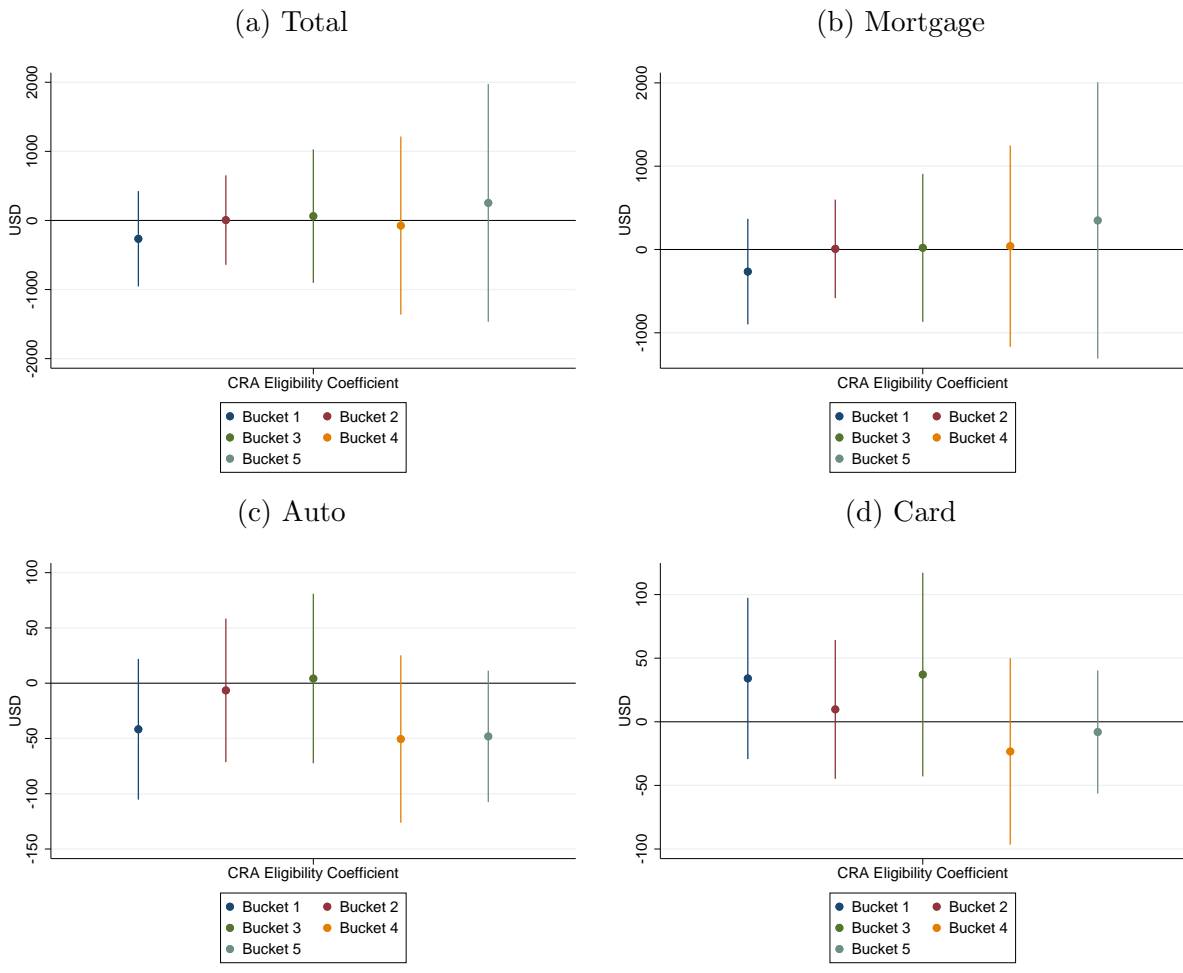 (a) Total
USD
2000
1000
0
-1000
-2000
CRA Eligibility Coefficient
Bucket 1 Bucket 2
Bucket 3 Bucket 4
Bucket 5
(b) Mortgage
USD
2000
1000
0
-1000
CRA Eligibility Coefficient
Bucket 1 Bucket 2
Bucket 3 Bucket 4
Bucket 5
(c) Auto
USD
100
50
0
-50
-100
-150
CRA Eligibility Coefficient
Bucket 1 Bucket 2
Bucket 3 Bucket 4
Bucket 5
(d) Card
USD
100
50
0
-50
-100
CRA Eligibility Coefficient
Bucket 1 Bucket 2
Bucket 3 Bucket 4
Bucket 5